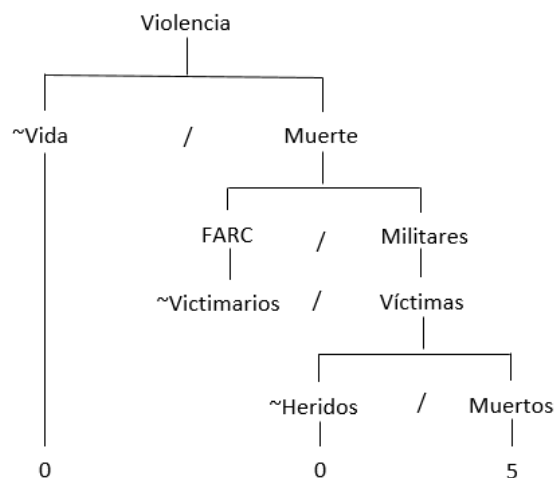 Violencia
~Vida / Muerte
FARC / Militares
~Victimarios / Víctimas
~Heridos / Muertos
0 0 5